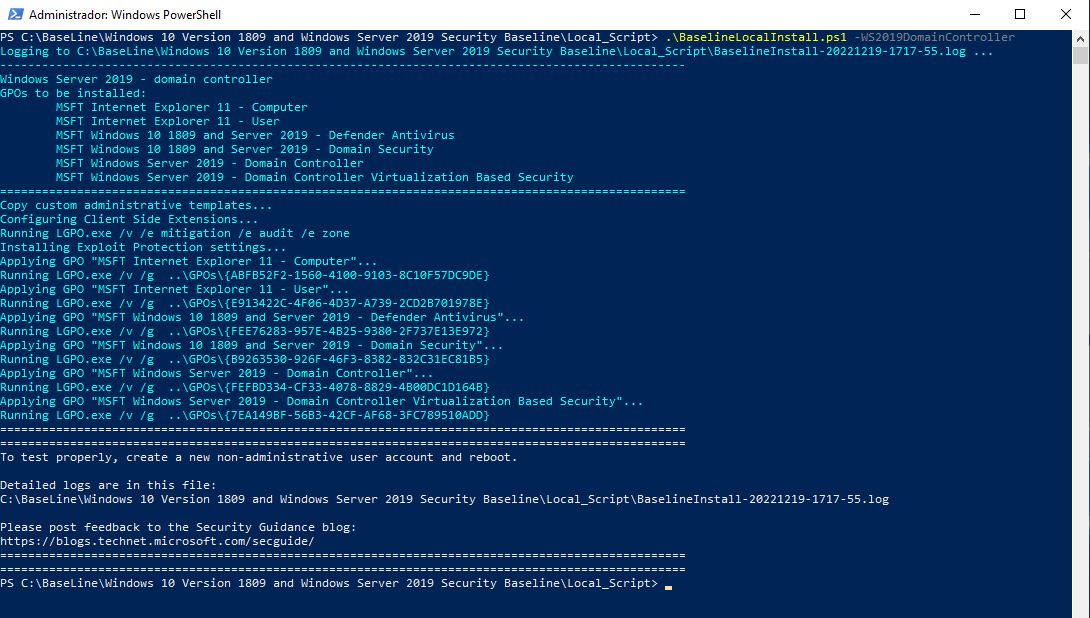 Administrador: Windows PowerShell
PS C:\BaseLine\Windows 10 Version 1809 and Windows Server 2019 Security Baseline\Local_Script> .\BaselineLocalInstall.ps1 -WS2019DomainController
Logging to C:\BaseLine\Windows 10 Version 1809 and Windows Server 2019 Security Baseline\Local_Script\BaselineInstall-20221219-1717-55.log ...
--------------------------------------------------------------------------------------------------
Windows Server 2019 - domain controller
GPOs to be installed:
        MSFT Internet Explorer 11 - Computer
        MSFT Internet Explorer 11 - User
        MSFT Windows 10 1809 and Server 2019 - Defender Antivirus
        MSFT Windows 10 1809 and Server 2019 - Domain Security
        MSFT Windows Server 2019 - Domain Controller
        MSFT Windows Server 2019 - Domain Controller Virtualization Based Security
==================================================================================================
Copy custom administrative templates...
Configuring Client Side Extensions...
Running LGPO.exe /v /e mitigation /e audit /e zone
Installing Exploit Protection settings...
Applying GPO "MSFT Internet Explorer 11 - Computer"...
Running LGPO.exe /v /g  ..\GPOs\{ABFB52F2-1560-4100-9103-8C10F57DC9DE}
Applying GPO "MSFT Internet Explorer 11 - User"...
Running LGPO.exe /v /g  ..\GPOs\{E913422C-4F06-4D37-A739-2CD2B701978E}
Applying GPO "MSFT Windows 10 1809 and Server 2019 - Defender Antivirus"...
Running LGPO.exe /v /g  ..\GPOs\{FEE76283-957E-4B25-9380-2F737E13E972}
Applying GPO "MSFT Windows 10 1809 and Server 2019 - Domain Security"...
Running LGPO.exe /v /g  ..\GPOs\{B9263530-926F-46F3-8382-832C31EC81B5}
Applying GPO "MSFT Windows Server 2019 - Domain Controller"...
Running LGPO.exe /v /g  ..\GPOs\{FEFBD334-CF33-4078-8829-4B00DC1D164B}
Applying GPO "MSFT Windows Server 2019 - Domain Controller Virtualization Based Security"...
Running LGPO.exe /v /g  ..\GPOs\{7EA149BF-56B3-42CF-AF68-3FC789510ADD}
==================================================================================================
==================================================================================================
To test properly, create a new non-administrative user account and reboot.
Detailed logs are in this file:
C:\BaseLine\Windows 10 Version 1809 and Windows Server 2019 Security Baseline\Local_Script\BaselineInstall-20221219-1717-55.log
Please post feedback to the Security Guidance blog:
https://blogs.technet.microsoft.com/secguide/
==================================================================================================
==================================================================================================
PS C:\BaseLine\Windows 10 Version 1809 and Windows Server 2019 Security Baseline\Local_Script>